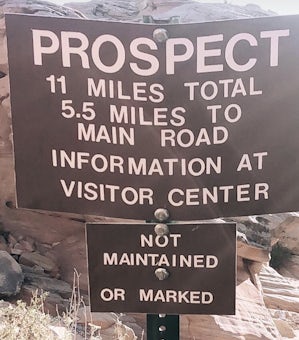 PROSPECT
11 MILES TOTAL
5.5 MILES TO
MAIN ROAD
INFORMATION AT
VISITOR CENTER
NOT
MAINTAINED
OR MARKED